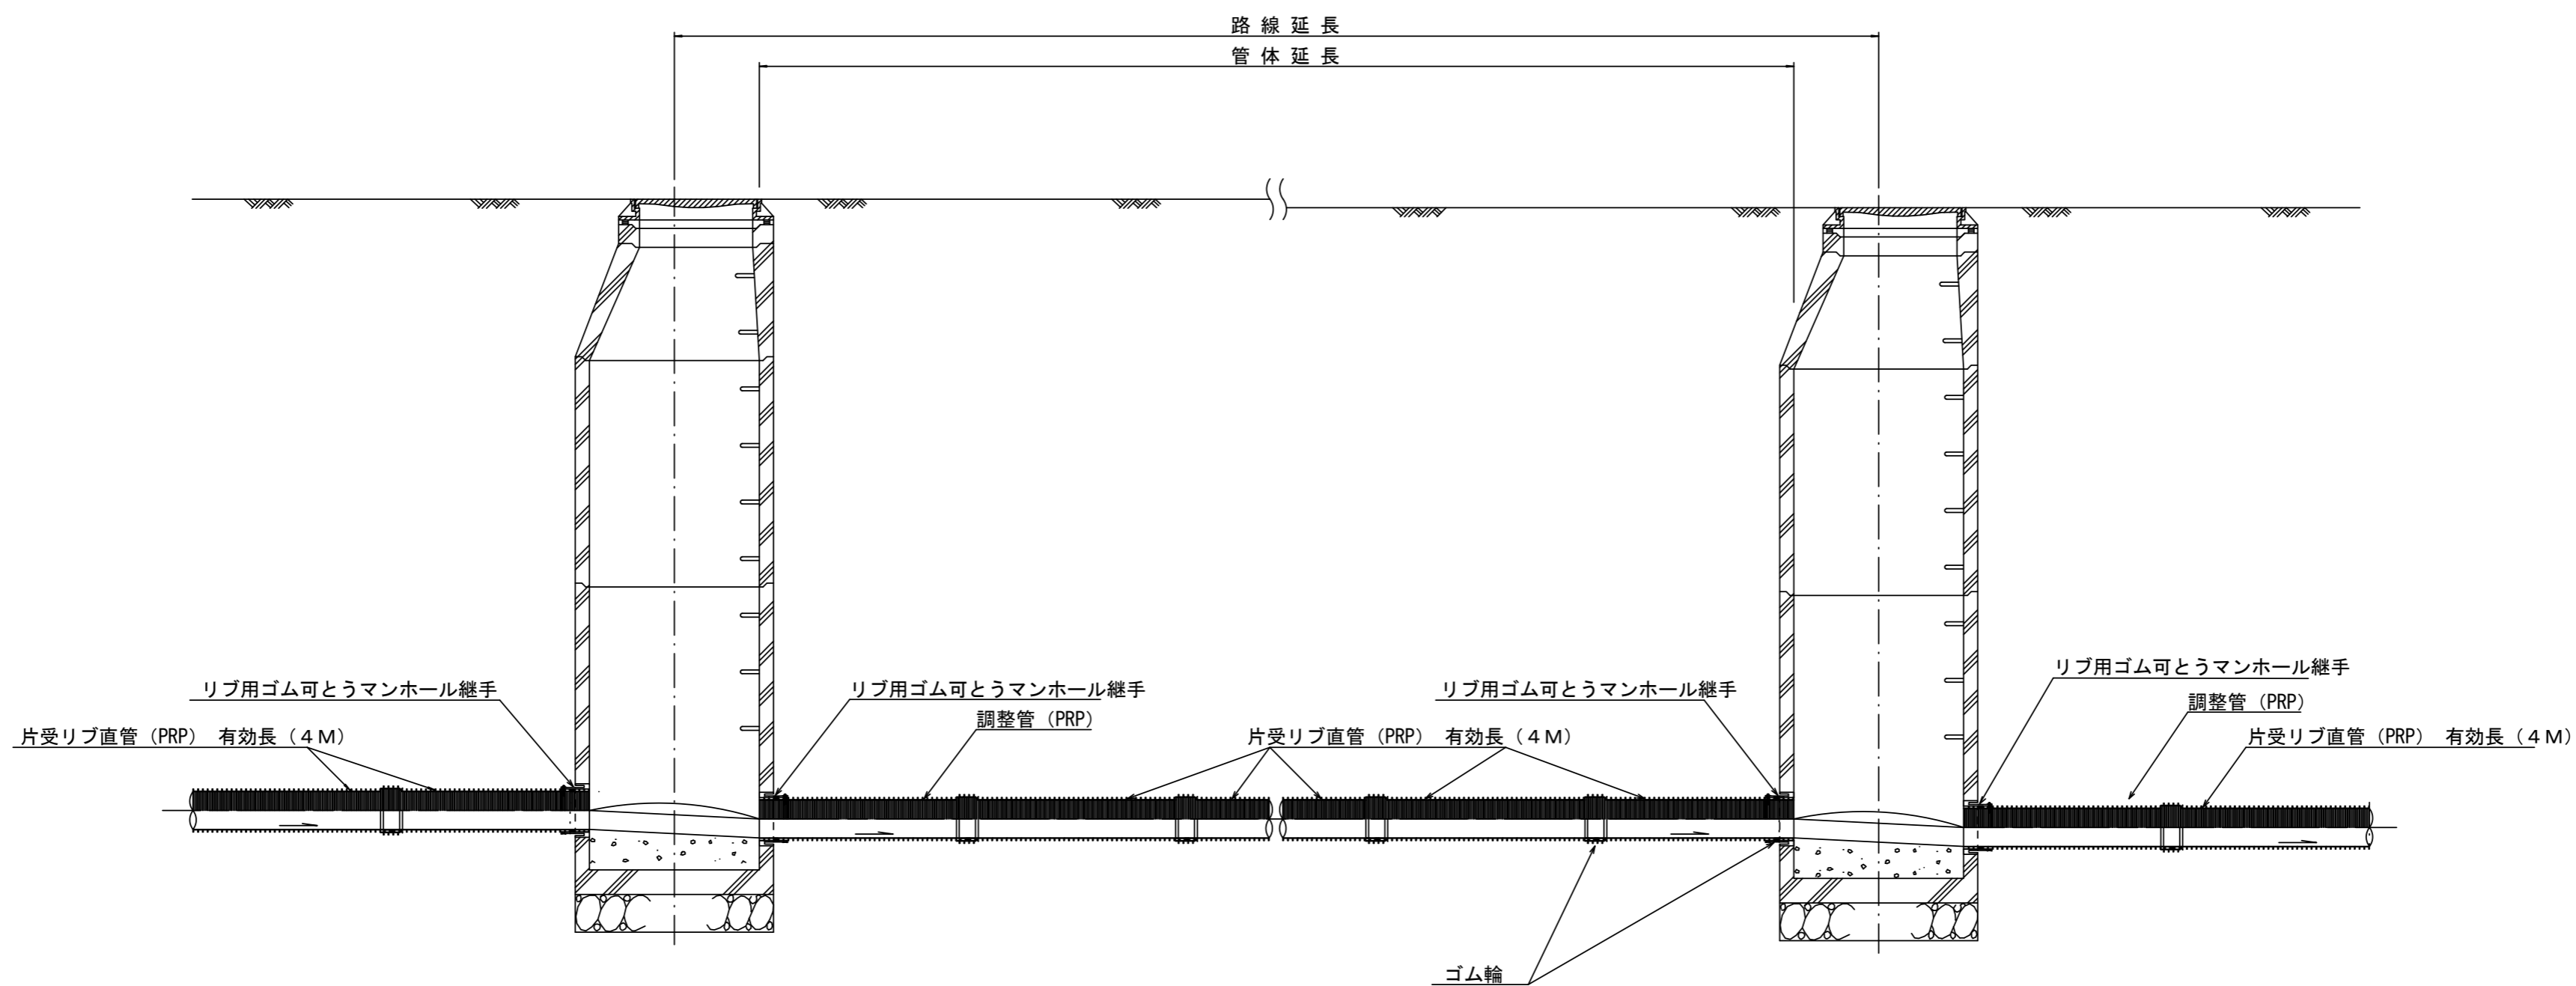 路線延長
管体延長
リブ用ゴム可とうマンホール継手
片受リブ直管（PRP） 有効長（４Ｍ）
リブ用ゴム可とうマンホール継手
調整管（PRP）
片受リブ直管（PRP） 有効長（４Ｍ）
リブ用ゴム可とうマンホール継手
リブ用ゴム可とうマンホール継手
調整管（PRP）
片受リブ直管（PRP） 有効長（４Ｍ）
ゴム輪